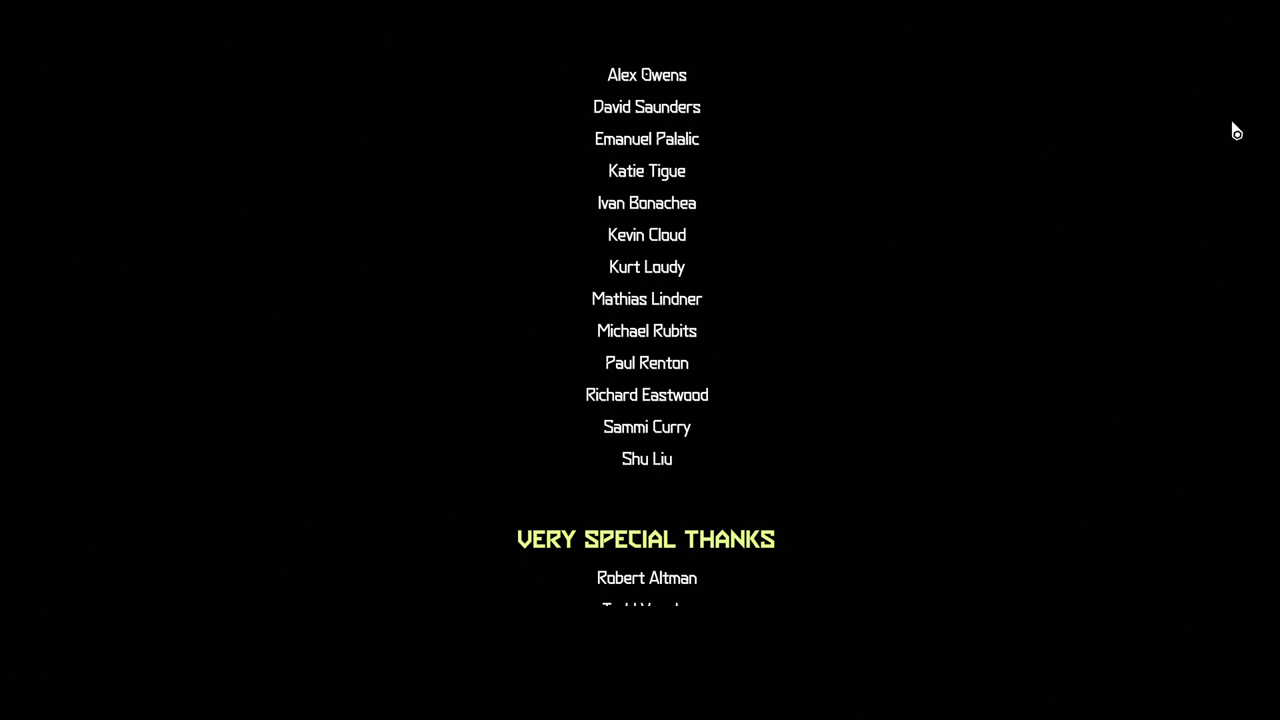 Alex Owens
David Saunders
Emanuel Palalic
Katie Tigue
Ivan Bonachea
Kevin Cloud
Kurt Loudy
Mathias Lindner
Michael Rubits
Paul Renton
Richard Eastwood
Sammi Curry
Shu Liu
VERY SPECIAL THANKS
Robert Altman